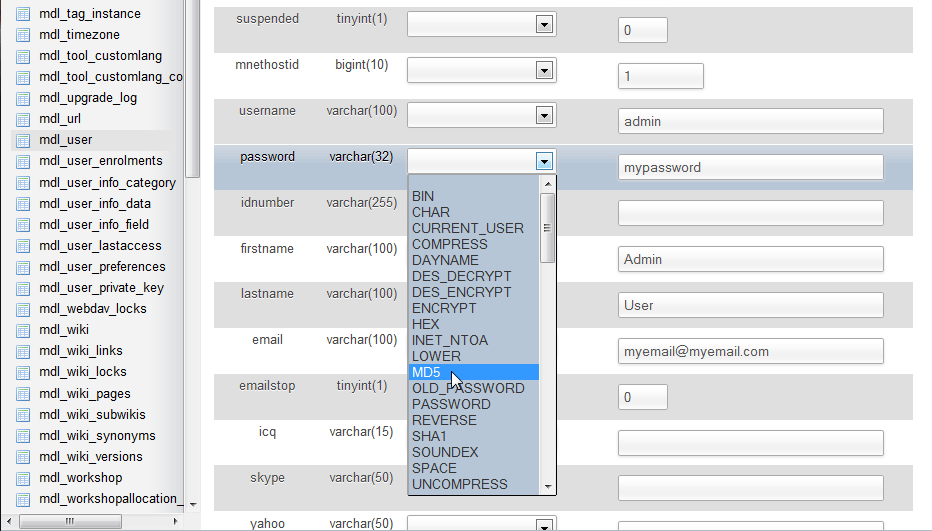 mdl_tag_instance
mdl_timezone
mdl_tool_customlang
mdl_tool_customlang_co
mdl_upgrade_log
mdl_url
mdl_user
mdl_user_enrolments
mdl_user_info_category
mdl_user_info_data
mdl_user_info_field
mdl_user_lastaccess
mdl_user_preferences
mdl_user_private_key
mdl_webdav_locks
mdl_wiki
mdl_wiki_links
mdl_wiki_locks
mdl_wiki_pages
mdl_wiki_subwikis
mdl_wiki_synonyms
mdl_wiki_versions
mdl_workshop
mdl_workshopallocation_
suspended tinyint(1) 0
mnethostid bigint(10) 1
username varchar(100) admin
password varchar(32) mypassword
idnumber varchar(255)
firstname varchar(100) Admin
lastname varchar(100) User
email varchar(100) myemail@myemail.com
emailstop tinyint(1) 0
icq varchar(15)
skype varchar(50)
yahoo varchar(50)
BIN
CHAR
CURRENT_USER
COMPRESS
DAYNAME
DES_DECRYPT
DES_ENCRYPT
ENCRYPT
HEX
INET_NTOA
LOWER
MD5
OLD_PASSWORD
PASSWORD
REVERSE
SHA1
SOUNDEX
SPACE
UNCOMPRESS